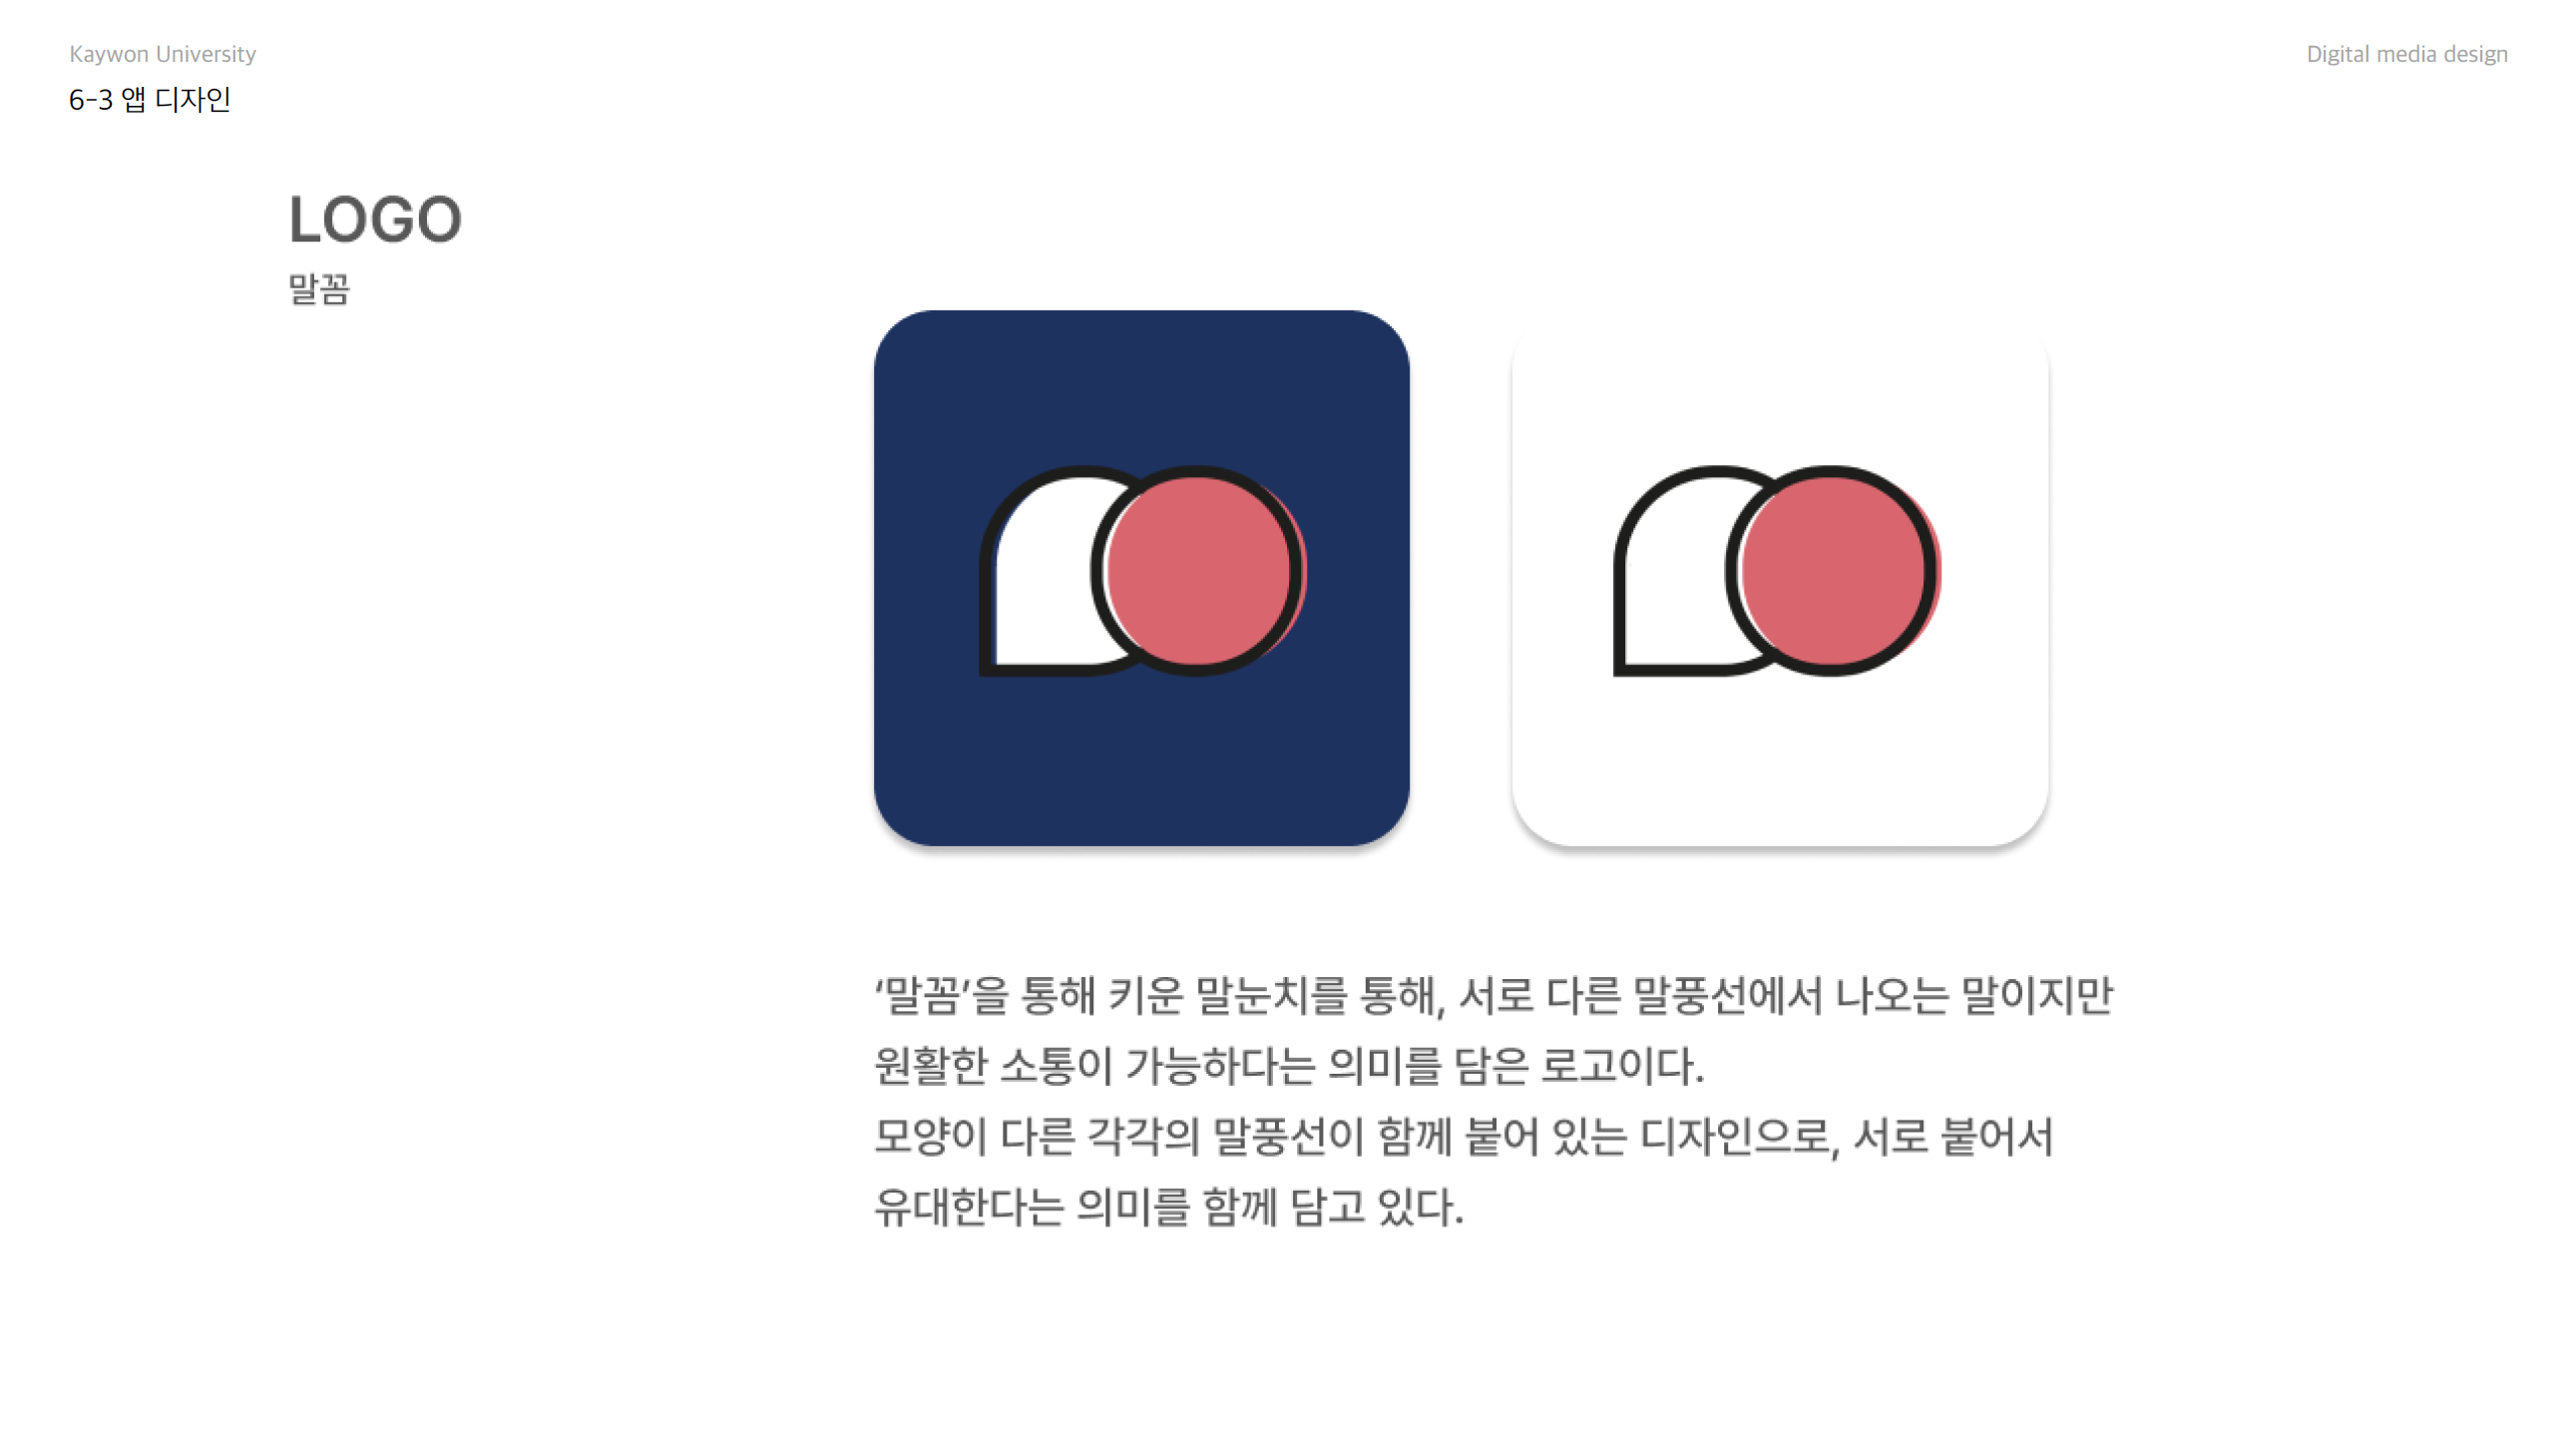 Kaywon University
Digital media design
6-3 앱 디자인
LOGO
말꼼
‘말꼼’을 통해 키운 말눈치를 통해, 서로 다른 말풍선에서 나오는 말이지만
원활한 소통이 가능하다는 의미를 담은 로고이다.
모양이 다른 각각의 말풍선이 함께 붙어 있는 디자인으로, 서로 붙어서
유대한다는 의미를 함께 담고 있다.